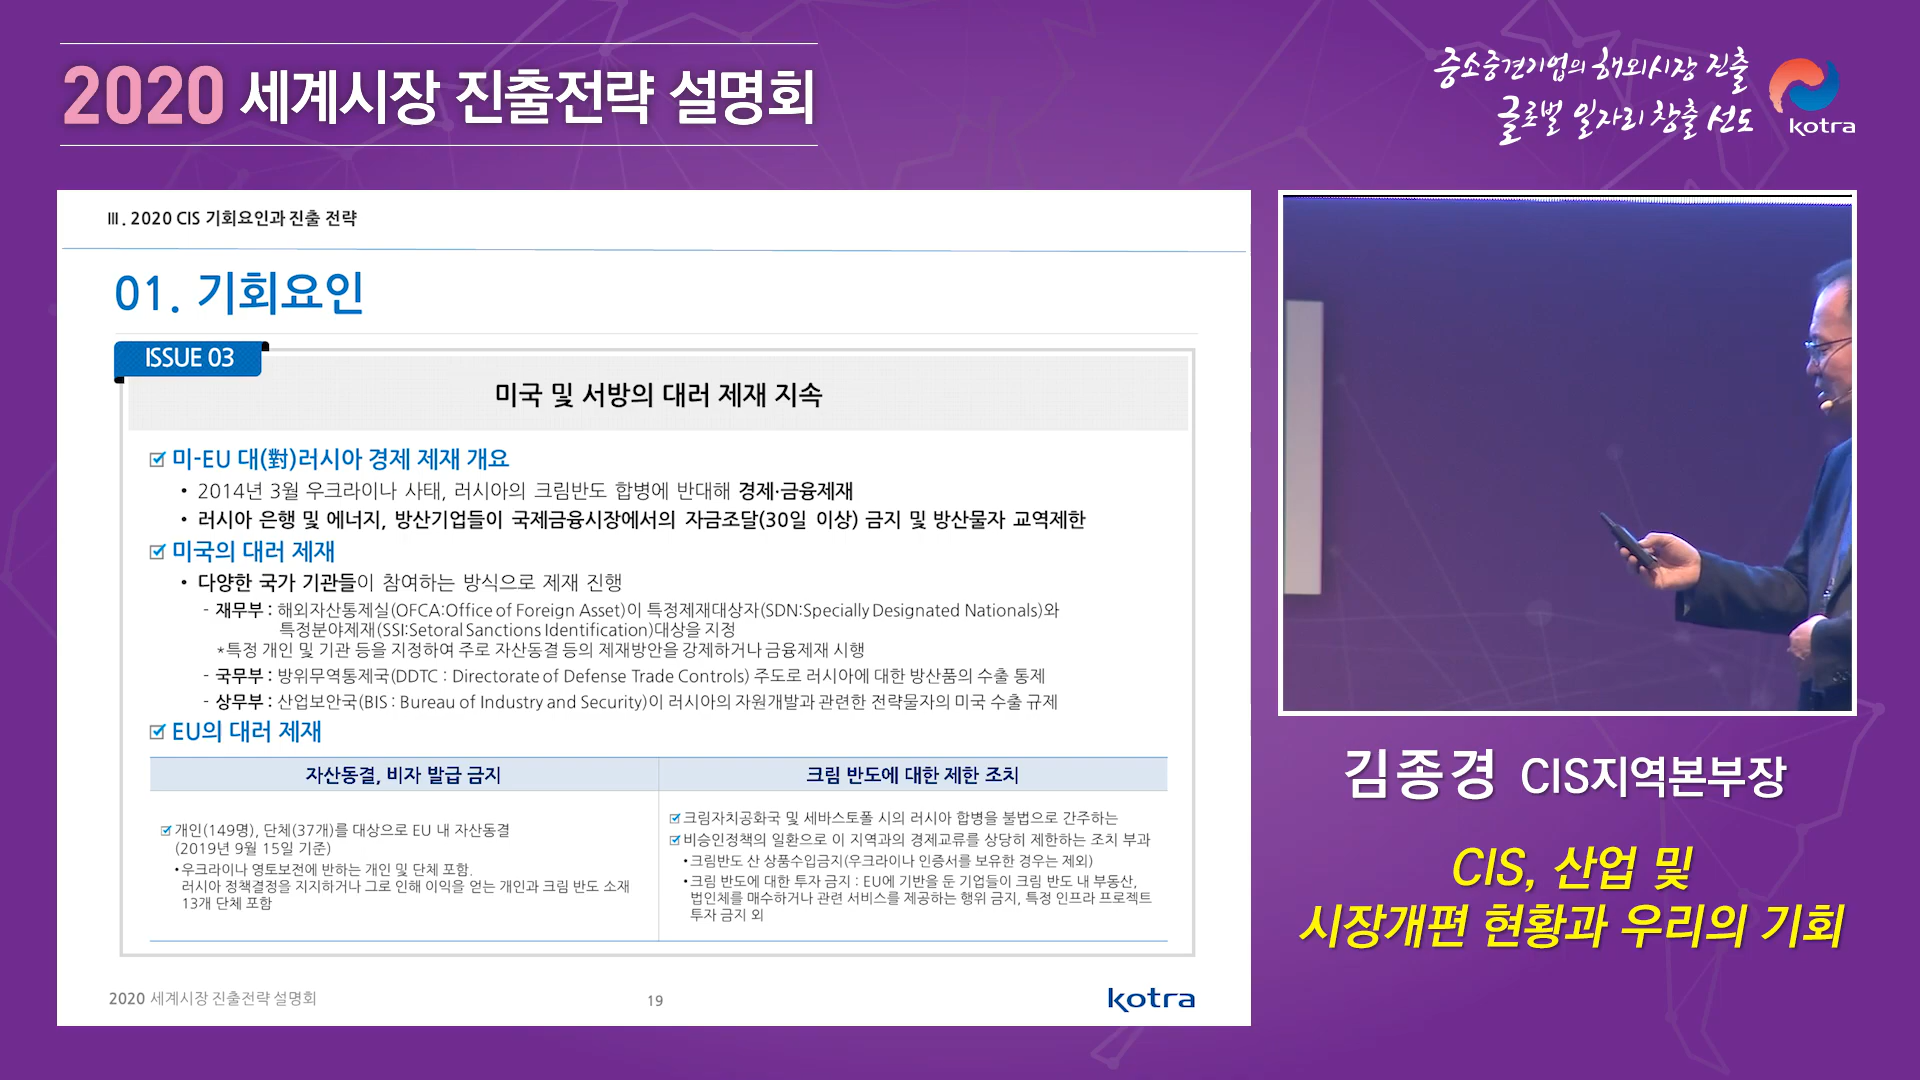 2020 세계시장 진출전략 설명회
중소중견기업의 해외시장 진출
글로벌 일자리 창출 선도
kotra
Ⅲ. 2020 CIS 기회요인과 진출 전략
01. 기회요인
ISSUE 03
미국 및 서방의 대러 제재 지속
미-EU 대(對)러시아 경제 제재 개요
• 2014년 3월 우크라이나 사태, 러시아의 크림반도 합병에 반대해 경제·금융제재
• 러시아 은행 및 에너지, 방산기업들이 국제금융시장에서의 자금조달(30일 이상) 금지 및 방산물자 교역제한
미국의 대러 제재
• 다양한 국가 기관들이 참여하는 방식으로 제재 진행
- 재무부 : 해외자산통제실(OFCA:Office of Foreign Asset)이 특정제재대상자(SDN:Specially Designated Nationals)와
특정분야제재(SSI:Setoral Sanctions Identification)대상을 지정
*특정 개인 및 기관 등을 지정하여 주로 자산동결 등의 제재방안을 강제하거나 금융제재 시행
- 국무부 : 방위무역통제국(DDTC : Directorate of Defense Trade Controls) 주도로 러시아에 대한 방산품의 수출 통제
- 상무부 : 산업보안국(BIS : Bureau of Industry and Security)이 러시아의 자원개발과 관련한 전략물자의 미국 수출 규제
EU의 대러 제재
자산동결, 비자 발급 금지
개인(149명), 단체(37개)를 대상으로 EU 내 자산동결
(2019년 9월 15일 기준)
•우크라이나 영토보전에 반하는 개인 및 단체 포함.
러시아 정책결정을 지지하거나 그로 인해 이익을 얻는 개인과 크림 반도 소재
13개 단체 포함
크림 반도에 대한 제한 조치
크림자치공화국 및 세바스토폴 시의 러시아 합병을 불법으로 간주하는
비승인정책의 일환으로 이 지역과의 경제교류를 상당히 제한하는 조치 부과
•크림반도 산 상품수입금지(우크라이나 인증서를 보유한 경우는 제외)
•크림 반도에 대한 투자 금지 : EU에 기반을 둔 기업들이 크림 반도 내 부동산,
법인체를 매수하거나 관련 서비스를 제공하는 행위 금지, 특정 인프라 프로젝트
투자 금지 외
2020 세계시장 진출전략 설명회
19
kotra
김종경 CIS지역본부장
CIS, 산업 및
시장개편 현황과 우리의 기회